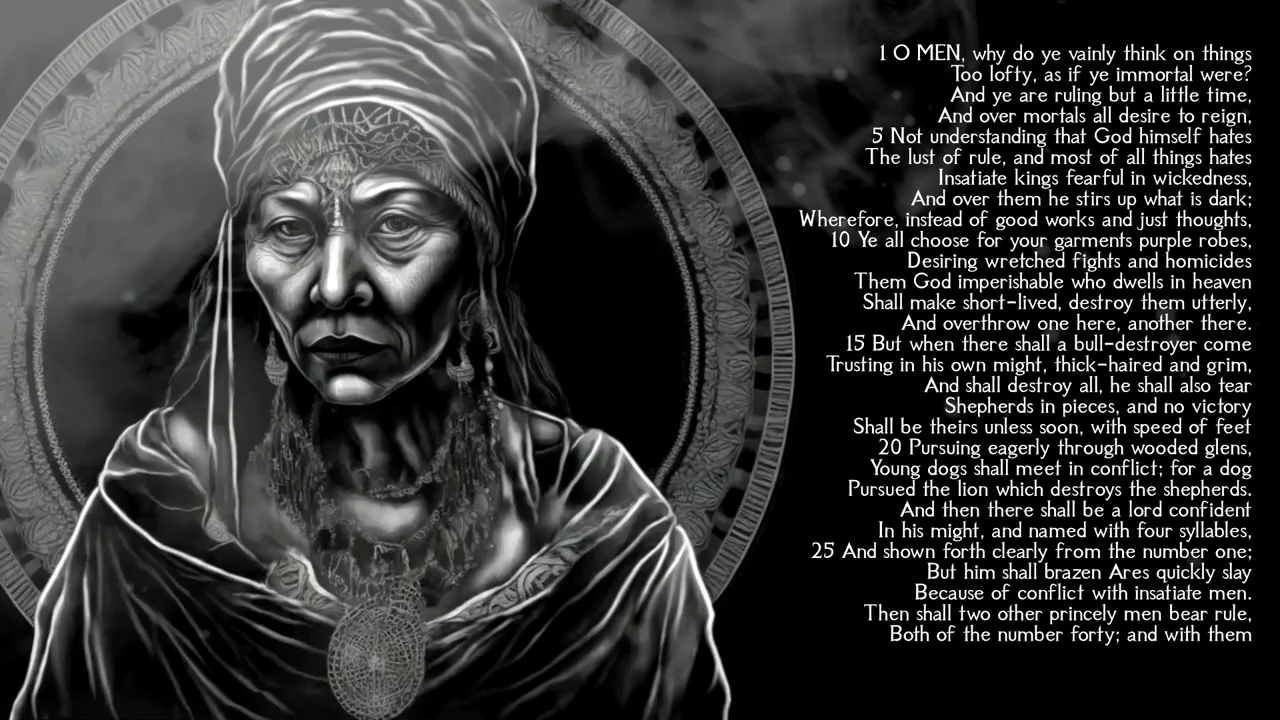 1 O MEN, why do ye vainly think on things
Too lofty, as if ye immortal were?
And ye are ruling but a little time,
And over mortals all desire to reign,
5 Not understanding that God himself hates
The lust of rule, and most of all things hates
Insatiate kings fearful in wickedness,
And over them he stirs up what is dark;
Wherefore, instead of good works and just thoughts,
10 Ye all choose for your garments purple robes,
Desiring wretched fights and homicides
Them God imperishable who dwells in heaven
Shall make short-lived, destroy them utterly,
And overthrow one here, another there.
15 But when there shall a bull-destroyer come
Trusting in his own might, thick-haired and grim,
And shall destroy all, he shall also tear
Shepherds in pieces, and no victory
Shall be theirs unless soon, with speed of feet
20 Pursuing eagerly through wooded glens,
Young dogs shall meet in conflict; for a dog
Pursued the lion which destroys the shepherds.
And then there shall be a lord confident
In his might, and named with four syllables,
25 And shown forth clearly from the number one;
But him shall brazen Ares quickly slay
Because of conflict with insatiate men.
Then shall two other princely men bear rule,
Both of the number forty; and with them